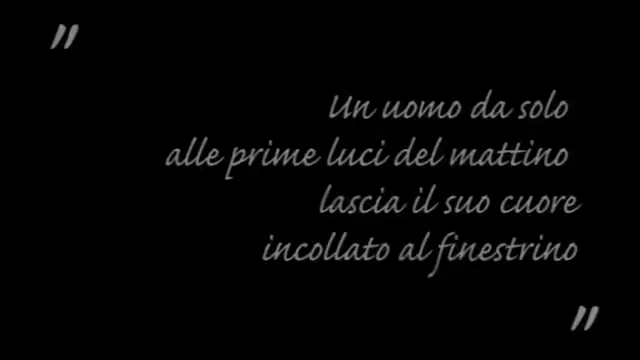 "
Un uomo da solo
alle prime luci del mattino
lascia il suo cuore
incollato al finestrino
"